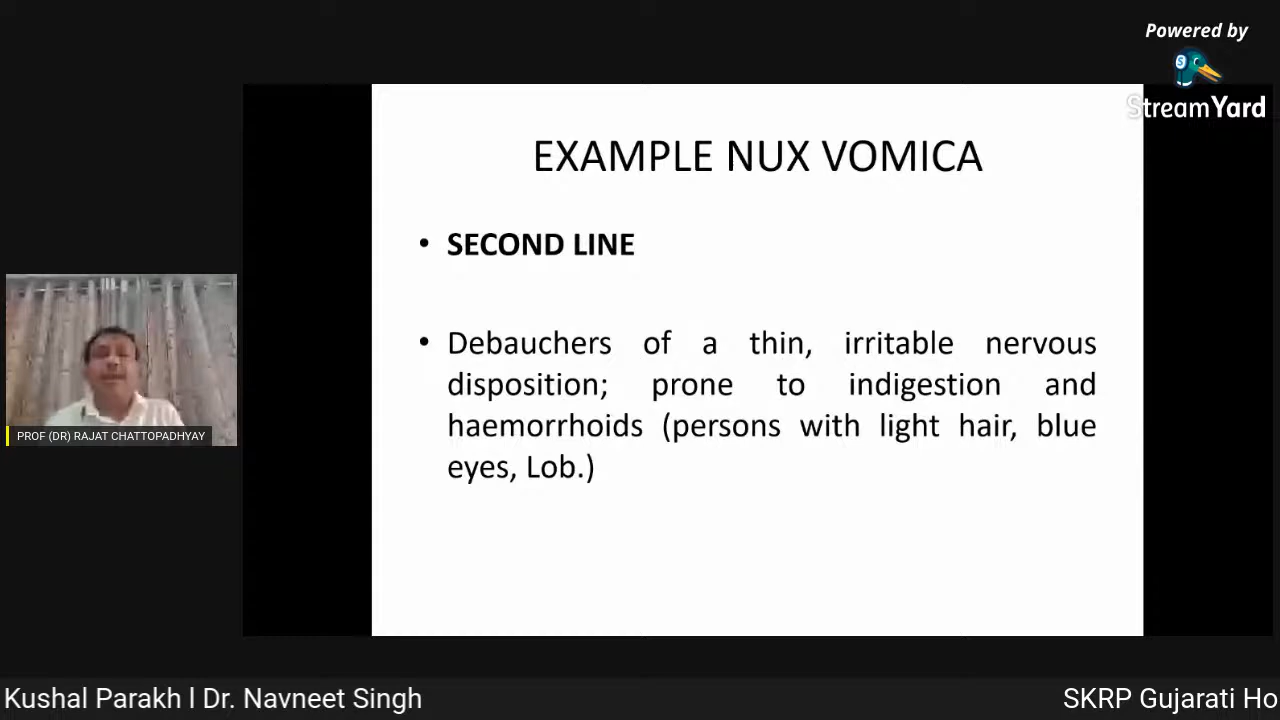 Powered by
StreamYard
EXAMPLE NUX VOMICA
• SECOND LINE
• Debauchers of a thin, irritable nervous
disposition; prone to indigestion and
haemorrhoids (persons with light hair, blue
eyes, Lob.)
PROF (DR) RAJAT CHATTOPADHYAY
Kushal Parakh l Dr. Navneet Singh
SKRP Gujarati Ho